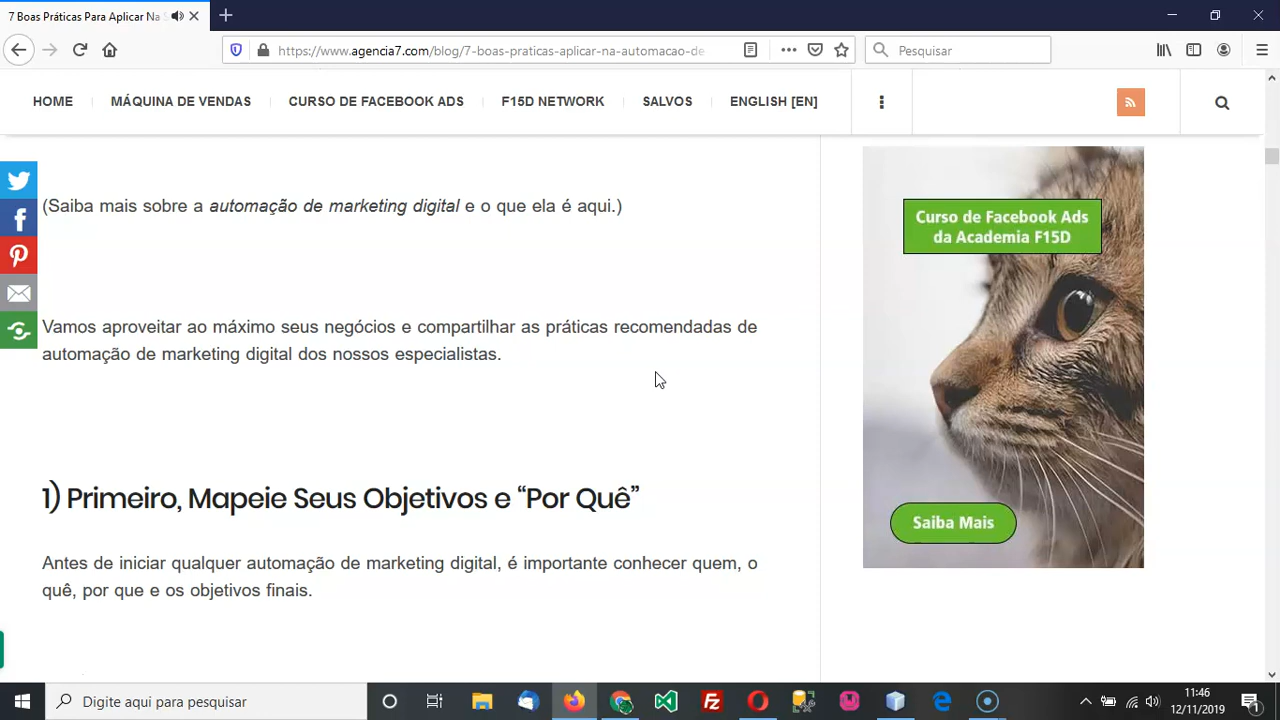 7 Boas Práticas Para Aplicar Na
https://www.agencia7.com/blog/7-boas-praticas-aplicar-na-automacao-de
Pesquisar
HOME
MÁQUINA DE VENDAS
CURSO DE FACEBOOK ADS
F15D NETWORK
SALVOS
ENGLISH [EN]
(Saiba mais sobre a automação de marketing digital e o que ela é aqui.)
Vamos aproveitar ao máximo seus negócios e compartilhar as práticas recomendadas de
automação de marketing digital dos nossos especialistas.
1) Primeiro, Mapeie Seus Objetivos e “Por Quê”
Antes de iniciar qualquer automação de marketing digital, é importante conhecer quem, o
quê, por que e os objetivos finais.
Curso de Facebook Ads
da Academia F15D
Saiba Mais
Digite aqui para pesquisar
11:46
12/11/2019
1